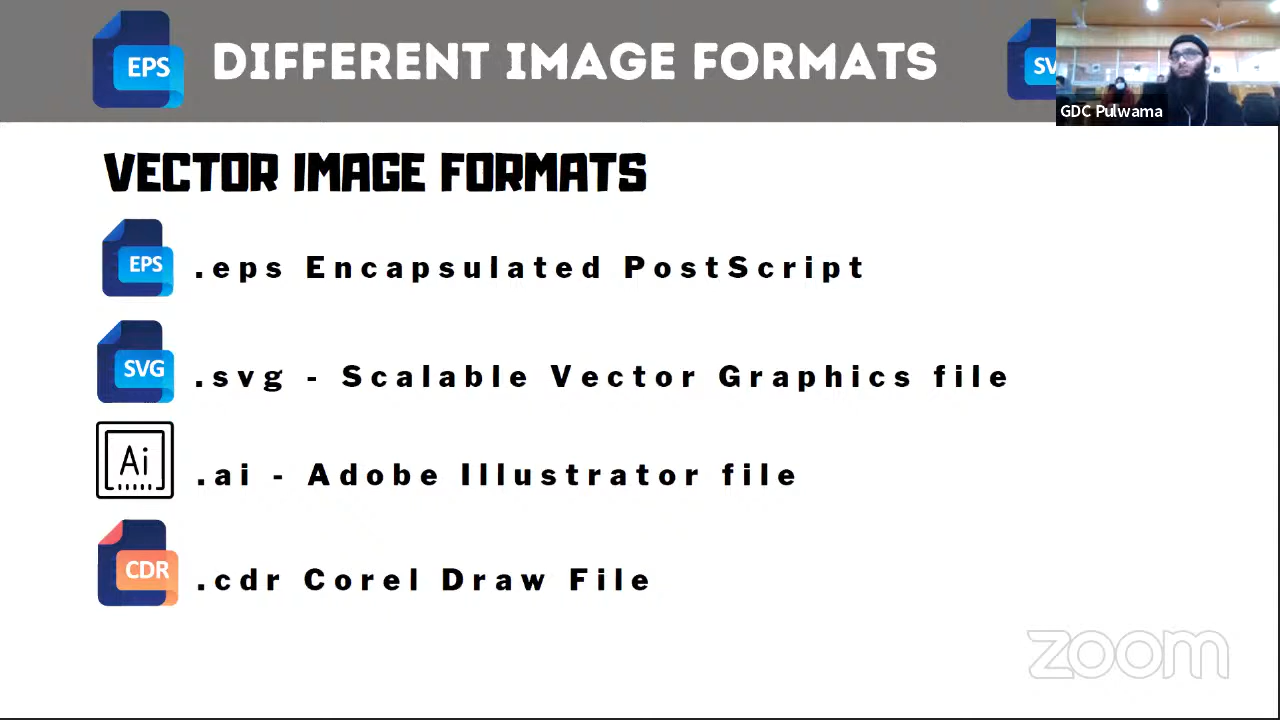 EPS
DIFFERENT IMAGE FORMATS
SV
GDC Pulwama
VECTOR IMAGE FORMATS
EPS
.eps Encapsulated PostScript
SVG
.svg - Scalable Vector Graphics file
Ai
.ai - Adobe Illustrator file
CDR
.cdr Corel Draw File
zoom